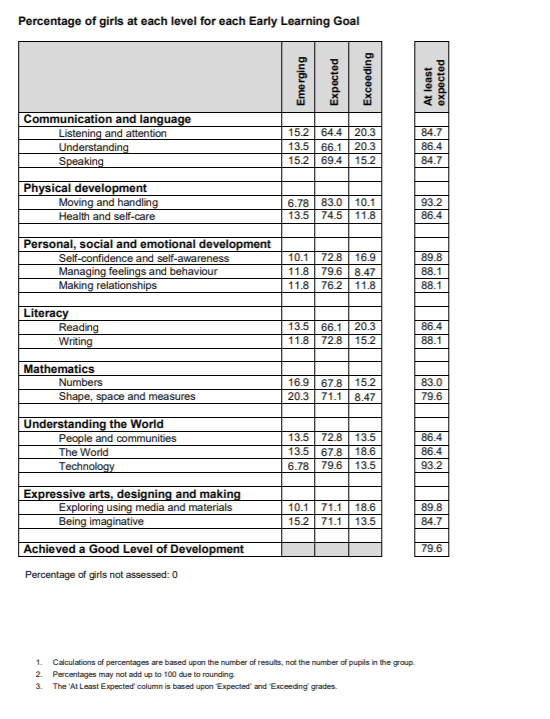 Percentage of girls at each level for each Early Learning Goal
Emerging Expected Exceeding At least expected
Communication and language
Listening and attention 15.2 64.4 20.3 84.7
Understanding 13.5 66.1 20.3 86.4
Speaking 15.2 69.4 15.2 84.7
Physical development
Moving and handling 6.78 83.0 10.1 93.2
Health and self-care 13.5 74.5 11.8 86.4
Personal, social and emotional development
Self-confidence and self-awareness 10.1 72.8 16.9 89.8
Managing feelings and behaviour 11.8 79.6 8.47 88.1
Making relationships 11.8 76.2 11.8 88.1
Literacy
Reading 13.5 66.1 20.3 86.4
Writing 11.8 72.8 15.2 88.1
Mathematics
Numbers 16.9 67.8 15.2 83.0
Shape, space and measures 20.3 71.1 8.47 79.6
Understanding the World
People and communities 13.5 72.8 13.5 86.4
The World 13.5 67.8 18.6 86.4
Technology 6.78 79.6 13.5 93.2
Expressive arts, designing and making
Exploring using media and materials 10.1 71.1 18.6 89.8
Being imaginative 15.2 71.1 13.5 84.7
Achieved a Good Level of Development 79.6
Percentage of girls not assessed: 0
1. Calculations of percentages are based upon the number of results, not the number of pupils in the group.
2. Percentages may not add up to 100 due to rounding.
3. The 'At Least Expected' column is based upon 'Expected' and 'Exceeding' grades.